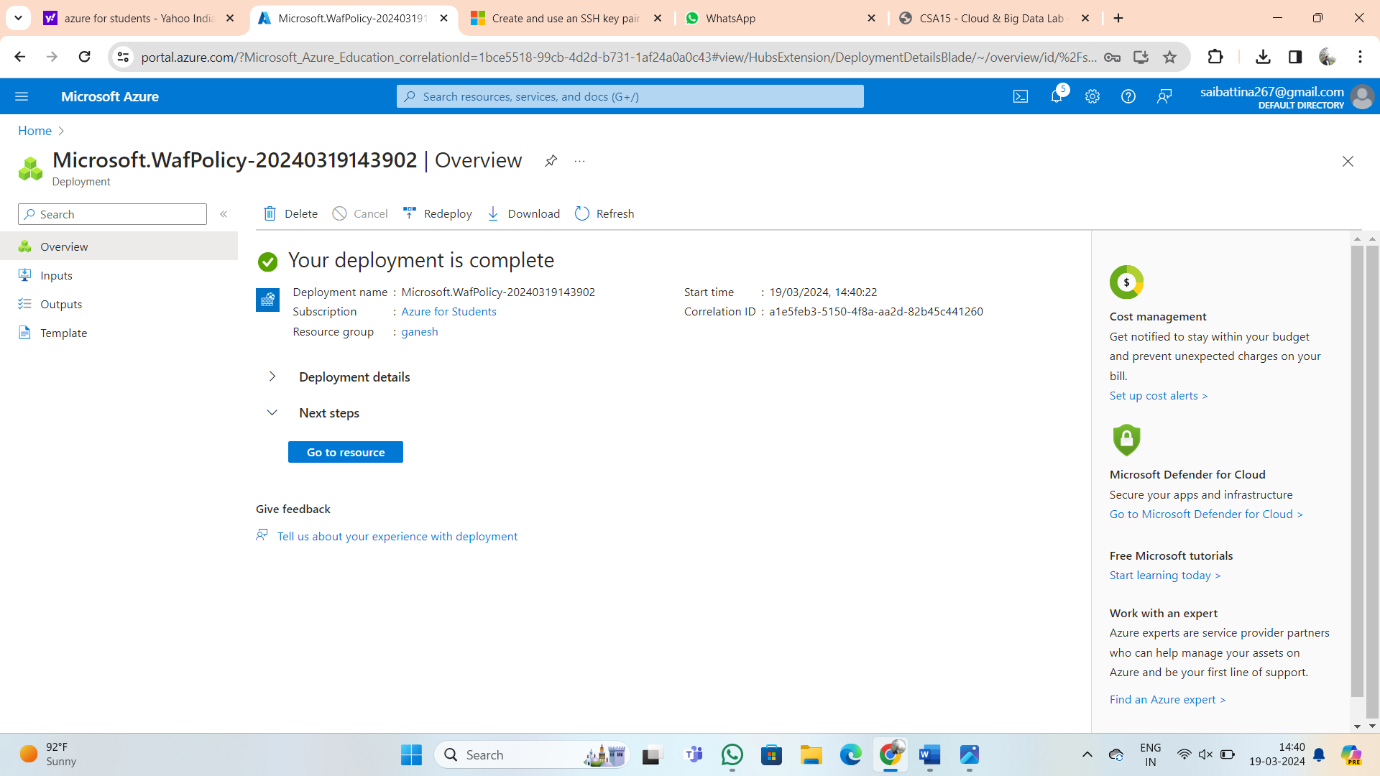 azure for students - Yahoo Indi
Microsoft.WafPolicy-202403191
Create and use an SSH key pair
WhatsApp
CSA15 - Cloud & Big Data Lab
portal.azure.com/?Microsoft_Azure_Education_correlationId=1bce5518-99cb-4d2d-b731-1af24a0a0c43#view/HubsExtension/DeploymentDetailsBlade/~/overview/id/%2Fs...
Microsoft Azure
Search resources, services, and docs (G+/)
5
saibattina267@gmail.com
DEFAULT DIRECTORY
Home
Microsoft.WafPolicy-20240319143902 | Overview
Deployment
Search
Overview
Inputs
Outputs
Template
Delete
Cancel
Redeploy
Download
Refresh
Your deployment is complete
Deployment name : Microsoft.WafPolicy-20240319143902
Subscription : Azure for Students
Resource group : ganesh
Start time : 19/03/2024, 14:40:22
Correlation ID : a1e5feb3-5150-4f8a-aa2d-82b45c441260
Deployment details
Next steps
Go to resource
Give feedback
Tell us about your experience with deployment
$
Cost management
Get notified to stay within your budget
and prevent unexpected charges on your
bill.
Set up cost alerts >
Microsoft Defender for Cloud
Secure your apps and infrastructure
Go to Microsoft Defender for Cloud >
Free Microsoft tutorials
Start learning today >
Work with an expert
Azure experts are service provider partners
who can help manage your assets on
Azure and be your first line of support.
Find an Azure expert >
92°F
Sunny
Search
ENG
IN
14:40
19-03-2024
PRE